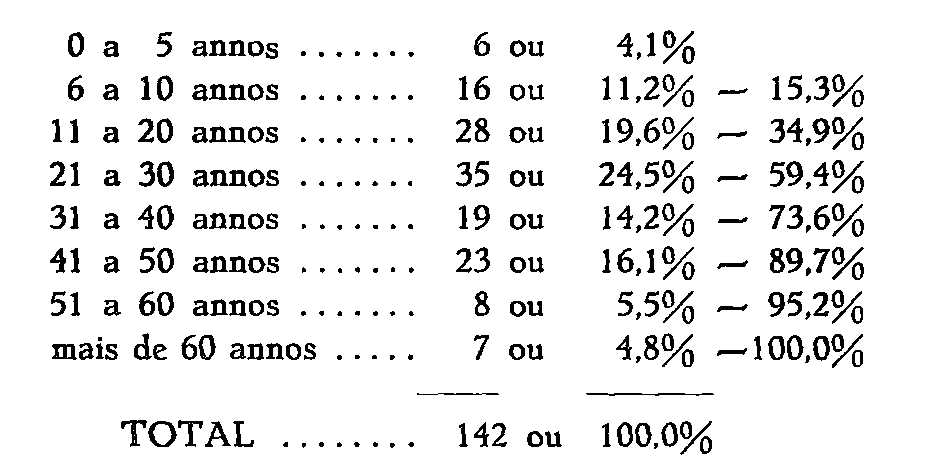 0 a 5 annos ....... 6 ou 4,1%
6 a 10 annos ....... 16 ou 11,2% — 15,3%
11 a 20 annos ....... 28 ou 19,6% — 34,9%
21 a 30 annos ....... 35 ou 24,5% — 59,4%
31 a 40 annos ....... 19 ou 14,2% — 73,6%
41 a 50 annos ....... 23 ou 16,1% — 89,7%
51 a 60 annos ....... 8 ou 5,5% — 95,2%
mais de 60 annos ..... 7 ou 4,8% —100,0%
TOTAL ........ 142 ou 100,0%